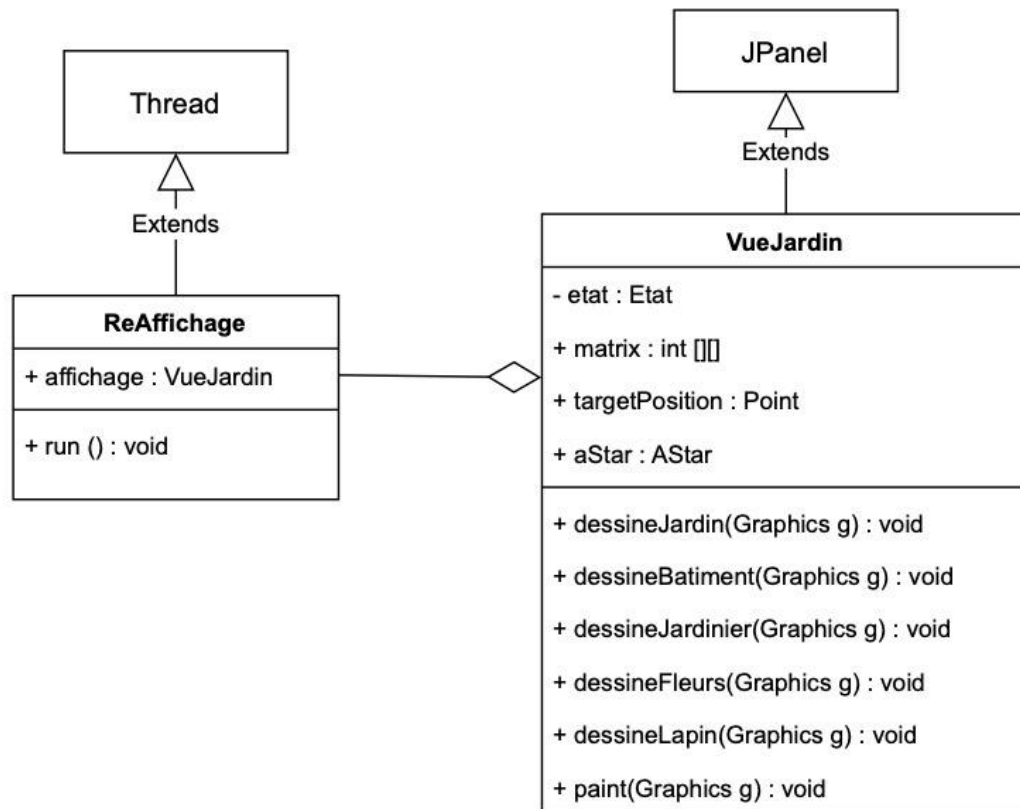 Thread
Extends
ReAffichage
+ affichage : VueJardin
+ run () : void
JPanel
Extends
VueJardin
- etat : Etat
+ matrix : int [][]
+ targetPosition : Point
+ aStar : AStar
+ dessineJardin(Graphics g) : void
+ dessineBatiment(Graphics g) : void
+ dessineJardinier(Graphics g) : void
+ dessineFleurs(Graphics g) : void
+ dessineLapin(Graphics g) : void
+ paint(Graphics g) : void